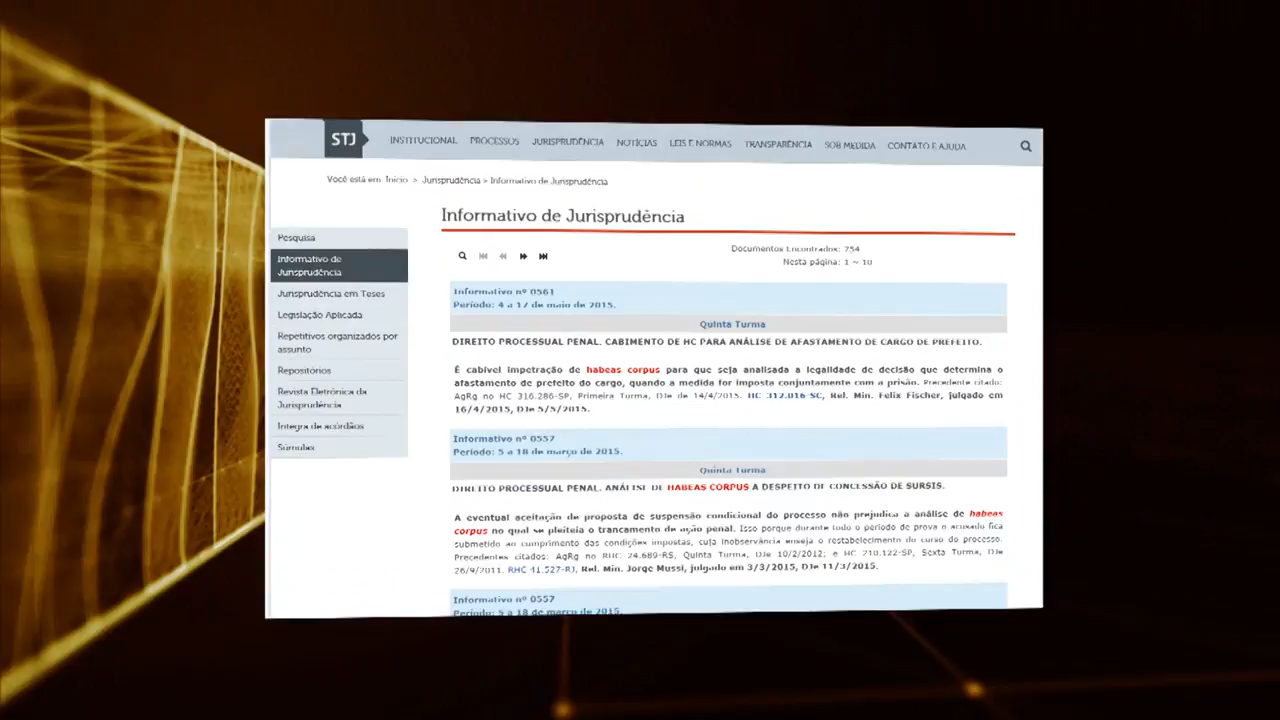 STJ
INSTITUCIONAL PROCESSOS JURISPRUDÊNCIA NOTÍCIAS LEIS E NORMAS TRANSPARÊNCIA SOB MEDIDA CONTATO E AJUDA
Você está em: Início > Jurisprudência > Informativo de Jurisprudência
Informativo de Jurisprudência
Pesquisa
Informativo de
Jurisprudência
Jurisprudência em Teses
Legislação Aplicada
Repetitivos organizados por
assunto
Repositórios
Revista Eletrônica da
Jurisprudência
Íntegra de acórdãos
Súmulas
Documentos Encontrados: 754
Nesta página: 1 ~ 10
Informativo nº 0561
Período: 4 a 17 de maio de 2015.
Quinta Turma
DIREITO PROCESSUAL PENAL. CABIMENTO DE HC PARA ANÁLISE DE AFASTAMENTO DE CARGO DE PREFEITO.
É cabível impetração de habeas corpus para que seja analisada a legalidade de decisão que determina o
afastamento de prefeito do cargo, quando a medida for imposta conjuntamente com a prisão. Precedente citado:
AgRg no HC 316.286-SP, Primeira Turma, DJe de 14/4/2015. HC 312.016-SC, Rel. Min. Felix Fischer, julgado em
16/4/2015, DJe 5/5/2015.
Informativo nº 0557
Período: 5 a 18 de março de 2015.
Quinta Turma
DIREITO PROCESSUAL PENAL. ANÁLISE DE HABEAS CORPUS A DESPEITO DE CONCESSÃO DE SURSIS.
A eventual aceitação de proposta de suspensão condicional do processo não prejudica a análise de habeas
corpus no qual se pleiteia o trancamento de ação penal. Isso porque durante todo o período de prova o acusado fica
submetido ao cumprimento das condições impostas, cuja inobservância enseja o restabelecimento do curso do processo.
Precedentes citados: AgRg no RHC 24.689-RS, Quinta Turma, DJe 10/2/2012; e HC 210.122-SP, Sexta Turma, DJe
26/9/2011. RHC 41.527-RJ, Rel. Min. Jorge Mussi, julgado em 3/3/2015, DJe 11/3/2015.
Informativo nº 0557
Período: 5 a 18 de março de 2015.